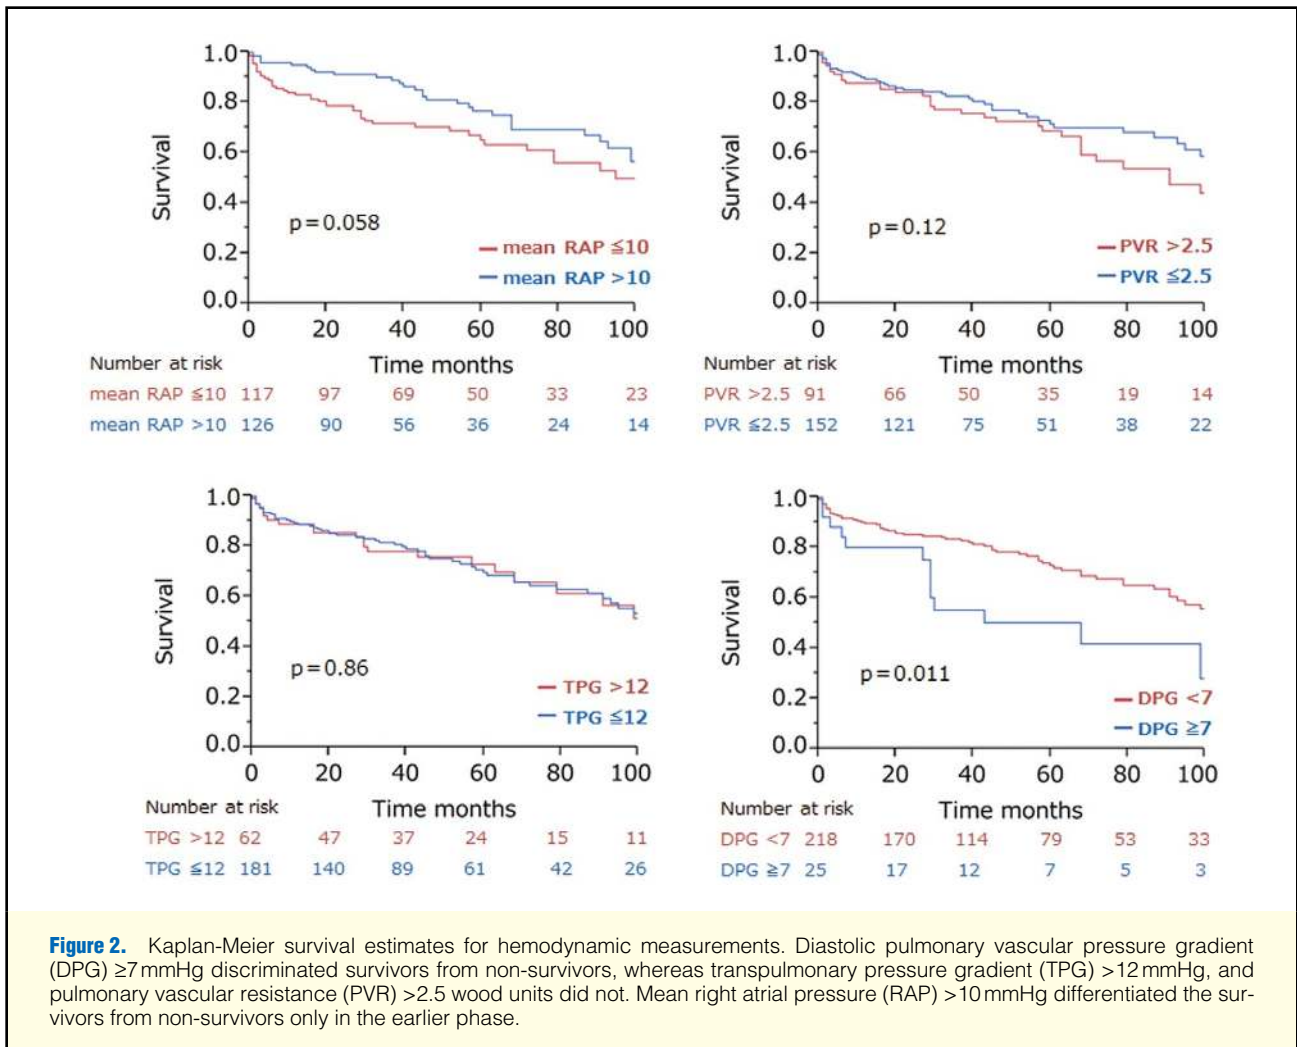 1.0
0.8
0.6
0.4
0.2
0.0
Survival
p=0.058
mean RAP ≦10
mean RAP >10
0 20 40 60 80 100
Number at risk Time months
mean RAP ≦10 117 97 69 50 33 23
mean RAP >10 126 90 56 36 24 14
1.0
0.8
0.6
0.4
0.2
0.0
Survival
p=0.12
PVR >2.5
PVR ≦2.5
0 20 40 60 80 100
Number at risk Time months
PVR >2.5 91 66 50 35 19 14
PVR ≦2.5 152 121 75 51 38 22
1.0
0.8
0.6
0.4
0.2
0.0
Survival
p=0.86
TPG >12
TPG ≦12
0 20 40 60 80 100
Number at risk Time months
TPG >12 62 47 37 24 15 11
TPG ≦12 181 140 89 61 42 26
1.0
0.8
0.6
0.4
0.2
0.0
Survival
p=0.011
DPG <7
DPG ≧7
0 20 40 60 80 100
Number at risk Time months
DPG <7 218 170 114 79 53 33
DPG ≧7 25 17 12 7 5 3
Figure 2. Kaplan-Meier survival estimates for hemodynamic measurements. Diastolic pulmonary vascular pressure gradient
(DPG) ≥7 mmHg discriminated survivors from non-survivors, whereas transpulmonary pressure gradient (TPG) >12 mmHg, and
pulmonary vascular resistance (PVR) >2.5 wood units did not. Mean right atrial pressure (RAP) >10 mmHg differentiated the sur-
vivors from non-survivors only in the earlier phase.